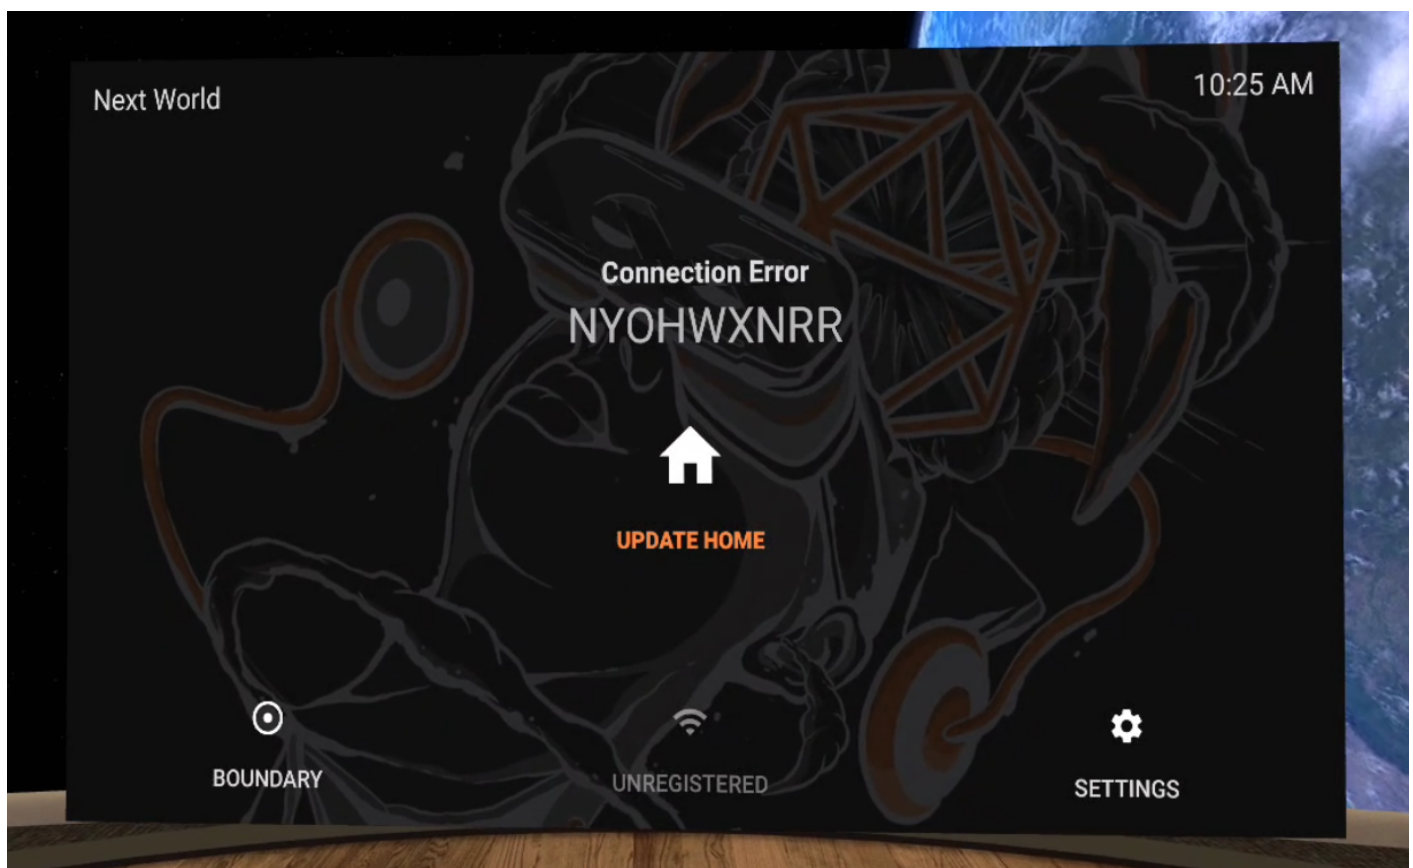 Next World
10:25 AM
Connection Error
NYOHWXNRR
UPDATE HOME
BOUNDARY
UNREGISTERED
SETTINGS